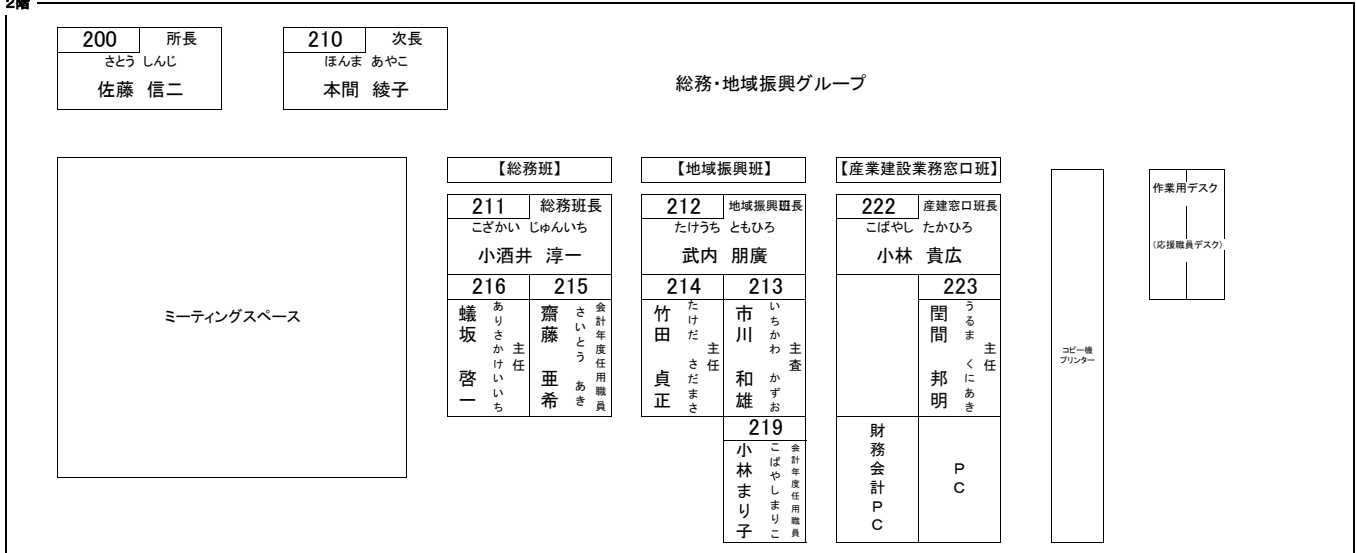 2階
200 所長
さとう しんじ
佐藤 信二
210 次長
ほんま あやこ
本間 綾子
総務・地域振興グループ
ミーティングスペース
【総務班】
211 総務班長
こざかい じゅんいち
小酒井 淳一
216
蟻坂 啓一
ありさかけいいち
主任
215
齋藤 亜希
さいとう あき
会計年度任用職員
【地域振興班】
212 地域振興班長
たけうち ともひろ
武内 朋廣
214
竹田 貞正
たけだ さだまさ
主任
213
市川 和雄
いちかわ かずお
主査
219
小林まり子
こばやしまりこ
会計年度任用職員
【産業建設業務窓口班】
222 産建窓口班長
こばやし たかひろ
小林 貴広
223
閏間 邦明
うるま くにあき
主任
財務会計PC
PC
コピー機
プリンター
作業用デスク
(応援職員デスク)